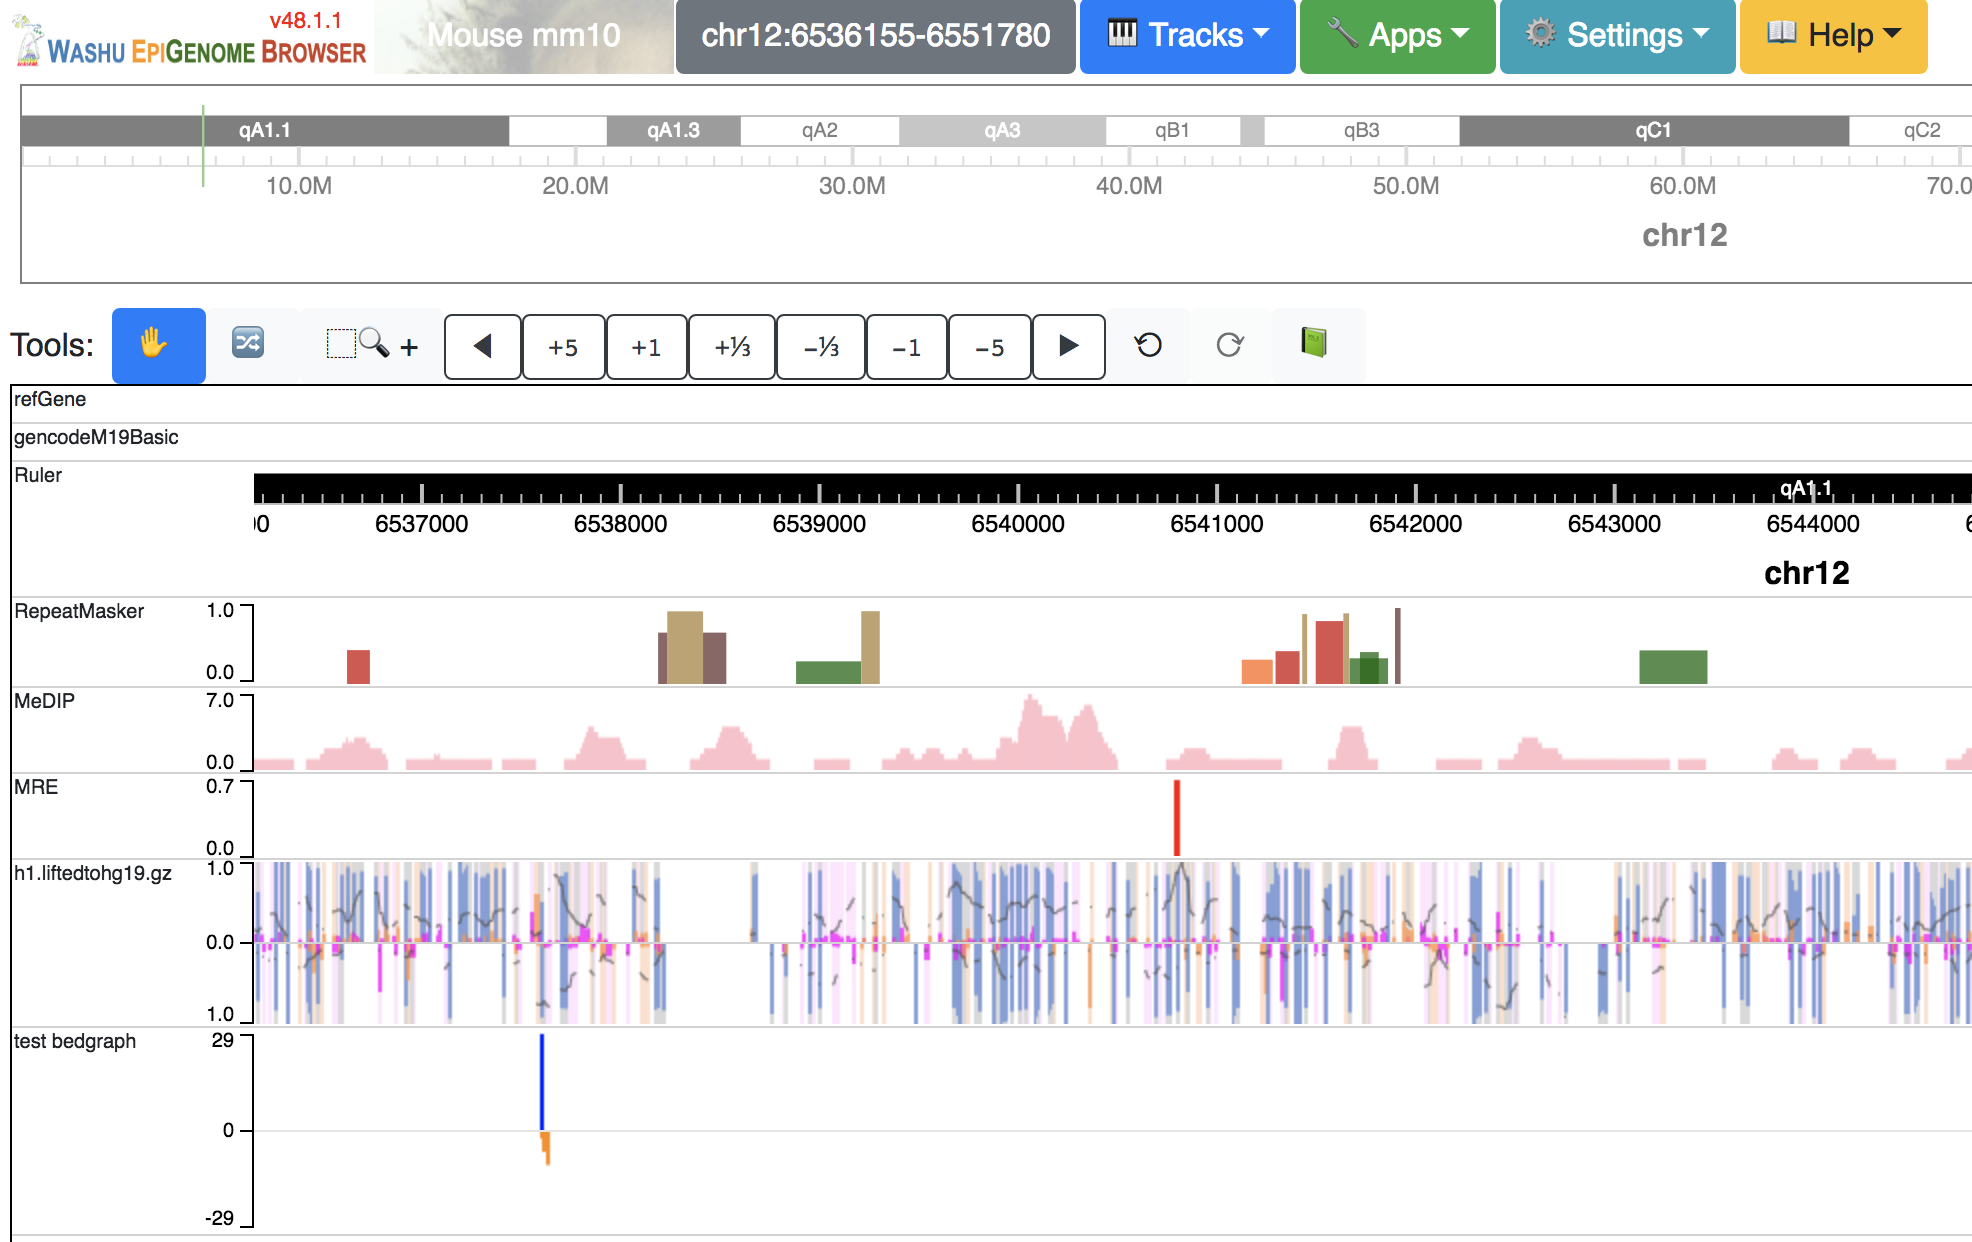 v48.1.1
WASHU EPIGENOME BROWSER
Mouse mm10
chr12:6536155-6551780
Tracks
Apps
Settings
Help
qA1.1 qA1.3 qA2 qA3 qB1 qB3 qC1 qC2
10.0M 20.0M 30.0M 40.0M 50.0M 60.0M 70.0
chr12
Tools: + +5 +1 +⅓ −⅓ −1 −5
refGene
gencodeM19Basic
Ruler
qA1.1
6537000 6538000 6539000 6540000 6541000 6542000 6543000 6544000
chr12
RepeatMasker 1.0
0.0
MeDIP 7.0
0.0
MRE 0.7
0.0
h1.liftedtohg19.gz 1.0
0.0
1.0
test bedgraph 29
0
-29